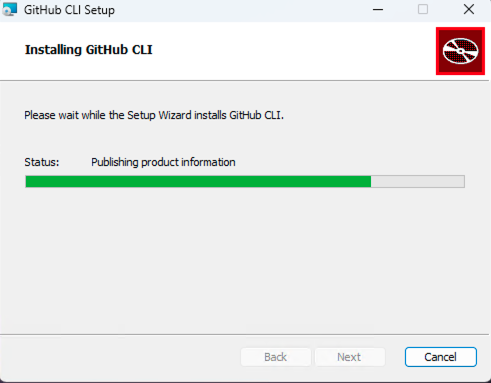 GitHub CLI Setup
Installing GitHub CLI
Please wait while the Setup Wizard installs GitHub CLI.
Status: Publishing product information
Back Next Cancel